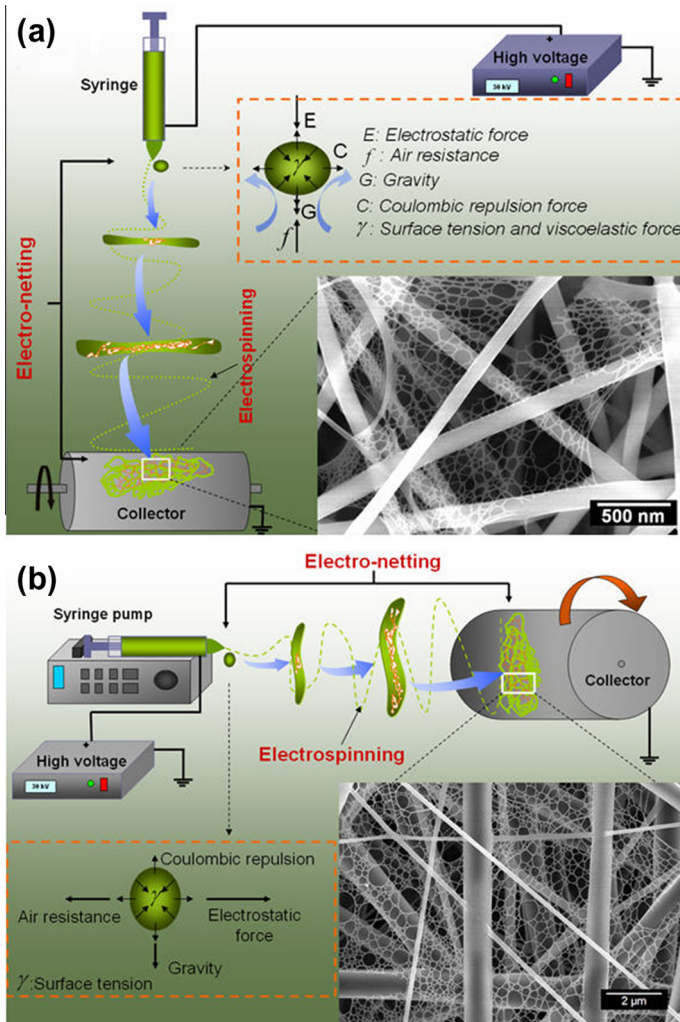 (a)
Syringe
+
High voltage
30 kV
E
C
γ
G
f
E: Electrostatic force
f : Air resistance
G: Gravity
C: Coulombic repulsion force
γ : Surface tension and viscoelastic force
Electro-netting
Electrospinning
Collector
500 nm
(b)
Electro-netting
Syringe pump
Collector
Electrospinning
+
High voltage
30 kV
Coulombic repulsion
γ
Air resistance
Electrostatic
force
Gravity
γ:Surface tension
2 µm